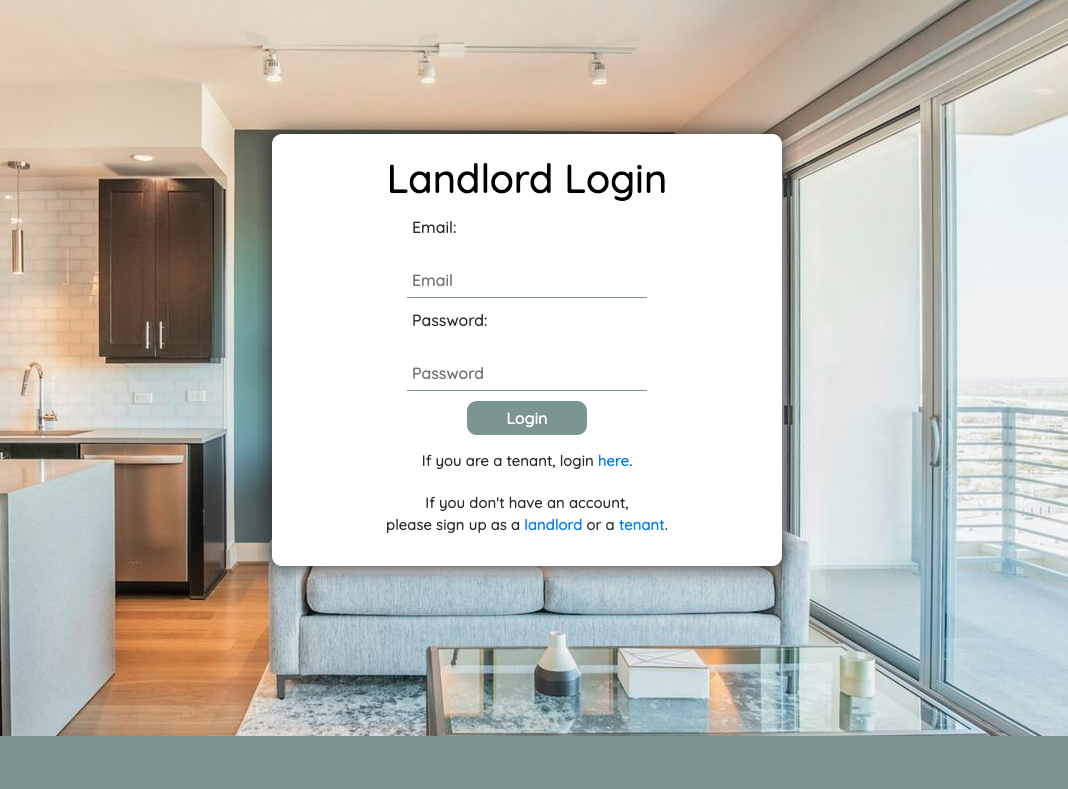 Landlord Login
Email:
Email
Password:
Password
Login
If you are a tenant, login here.
If you don't have an account,
please sign up as a landlord or a tenant.